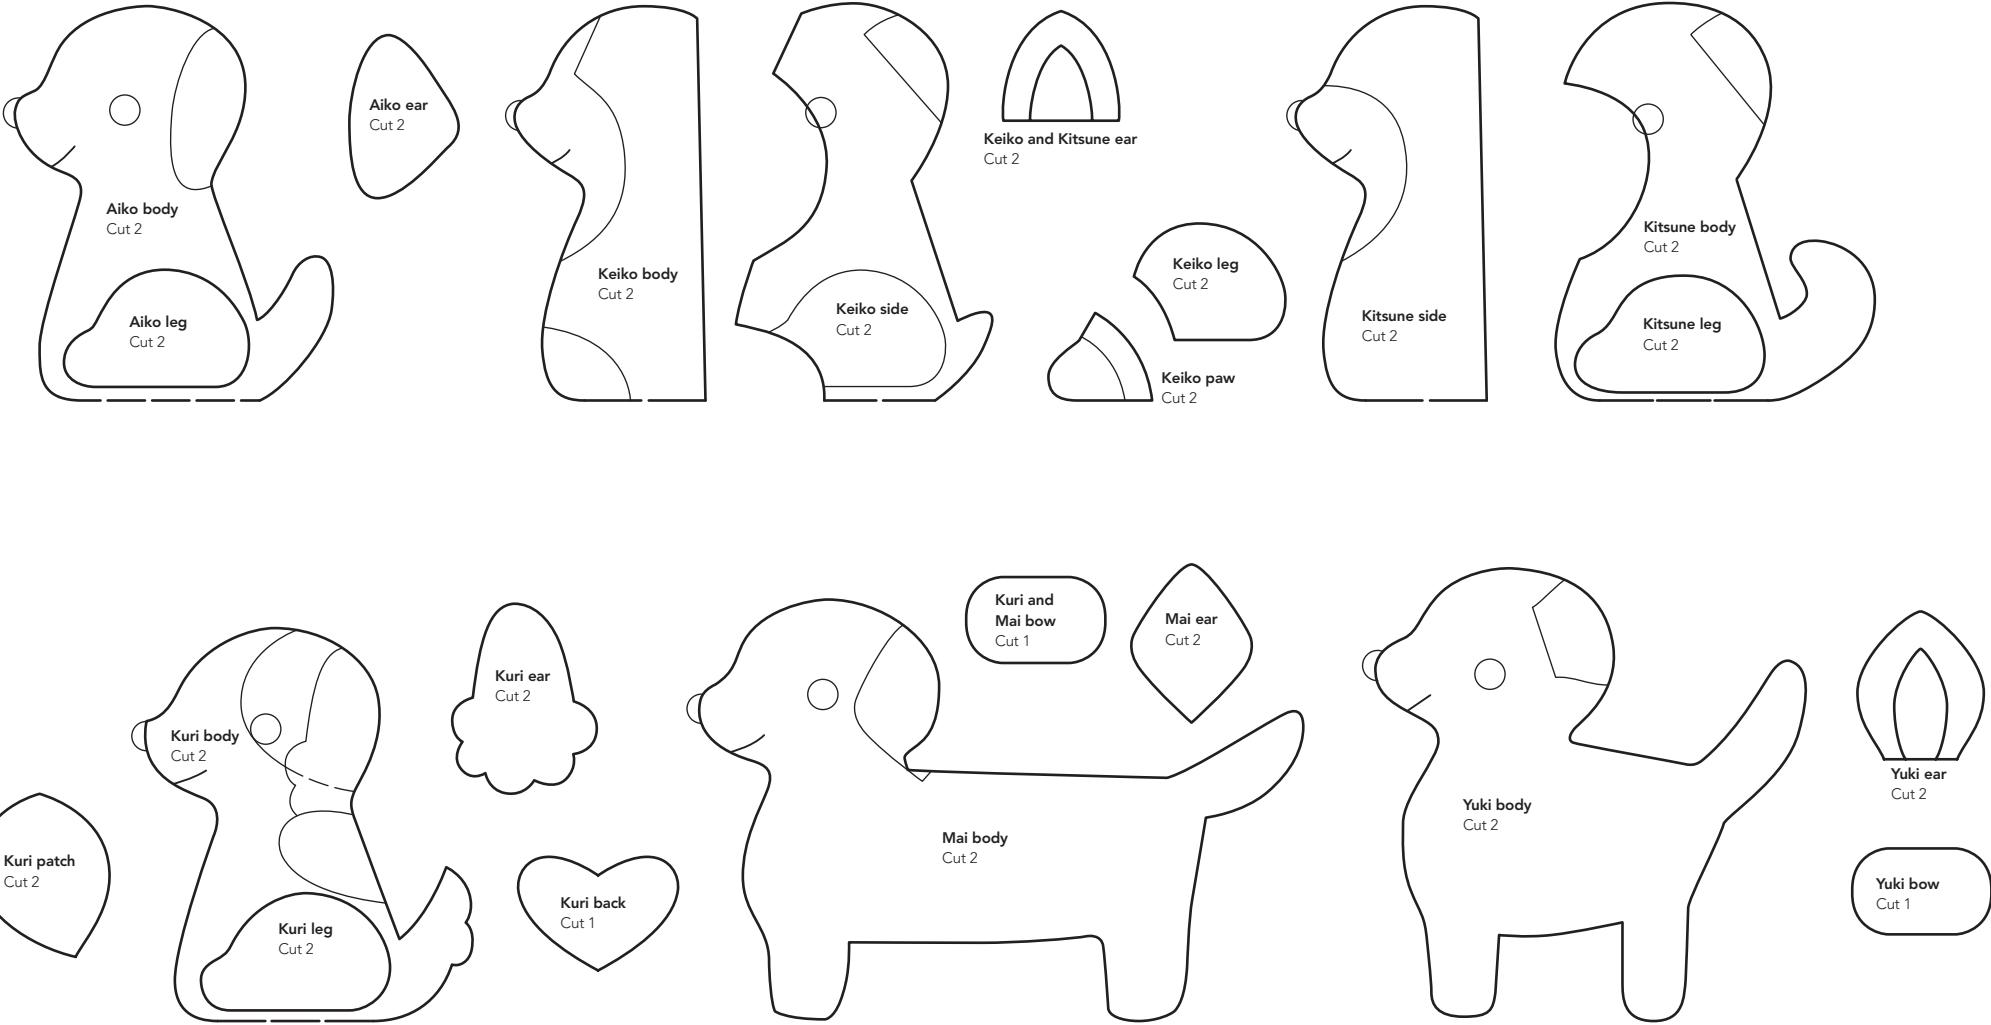 Aiko body
Cut 2
Aiko leg
Cut 2
Aiko ear
Cut 2
Keiko body
Cut 2
Keiko side
Cut 2
Keiko and Kitsune ear
Cut 2
Keiko leg
Cut 2
Keiko paw
Cut 2
Kitsune side
Cut 2
Kitsune body
Cut 2
Kitsune leg
Cut 2
Kuri patch
Cut 2
Kuri body
Cut 2
Kuri leg
Cut 2
Kuri ear
Cut 2
Kuri back
Cut 1
Kuri and
Mai bow
Cut 1
Mai ear
Cut 2
Mai body
Cut 2
Yuki body
Cut 2
Yuki ear
Cut 2
Yuki bow
Cut 1